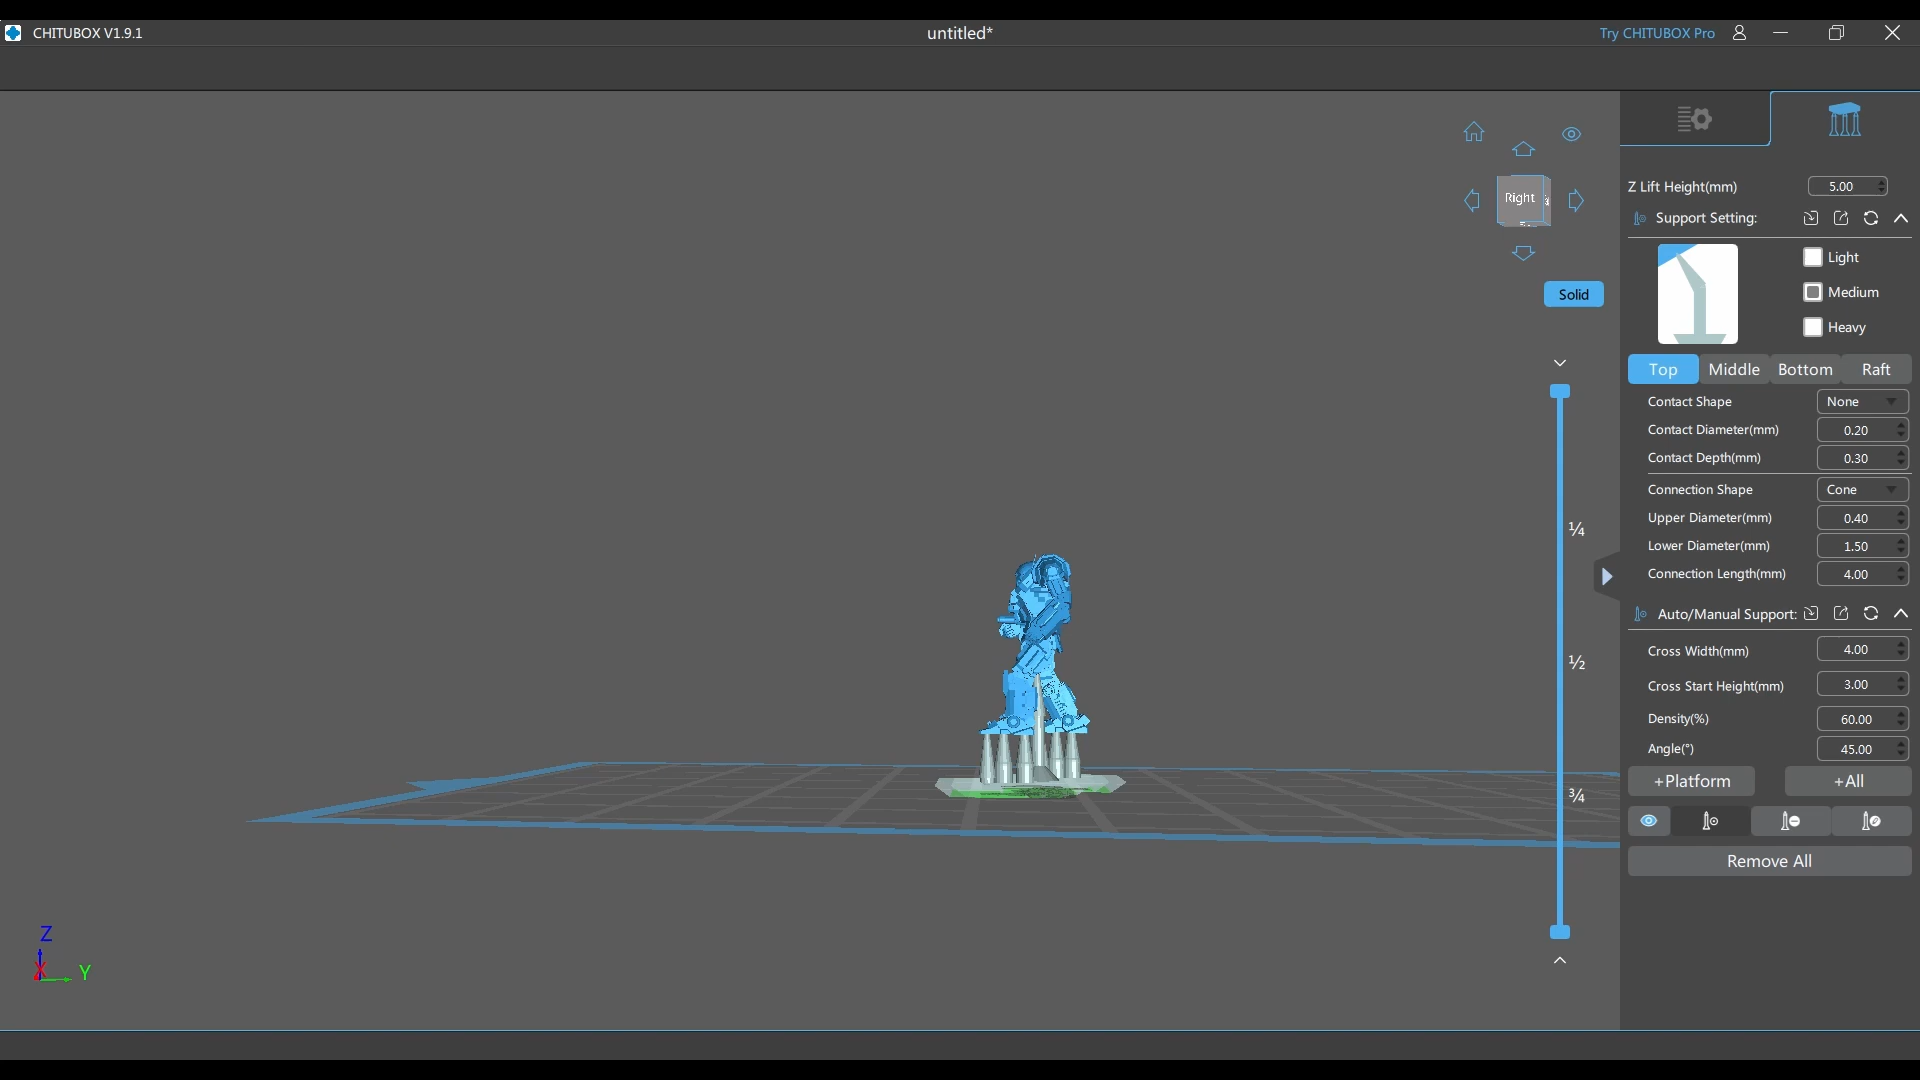 CHITUBOX V1.9.1
untitled*
Try CHITUBOX Pro
Right
Solid
¼
½
¾
Z
X
Y
Z Lift Height(mm) 5.00
Support Setting:
Light
Medium
Heavy
Top Middle Bottom Raft
Contact Shape None
Contact Diameter(mm) 0.20
Contact Depth(mm) 0.30
Connection Shape Cone
Upper Diameter(mm) 0.40
Lower Diameter(mm) 1.50
Connection Length(mm) 4.00
Auto/Manual Support:
Cross Width(mm) 4.00
Cross Start Height(mm) 3.00
Density(%) 60.00
Angle(°) 45.00
+Platform +All
Remove All